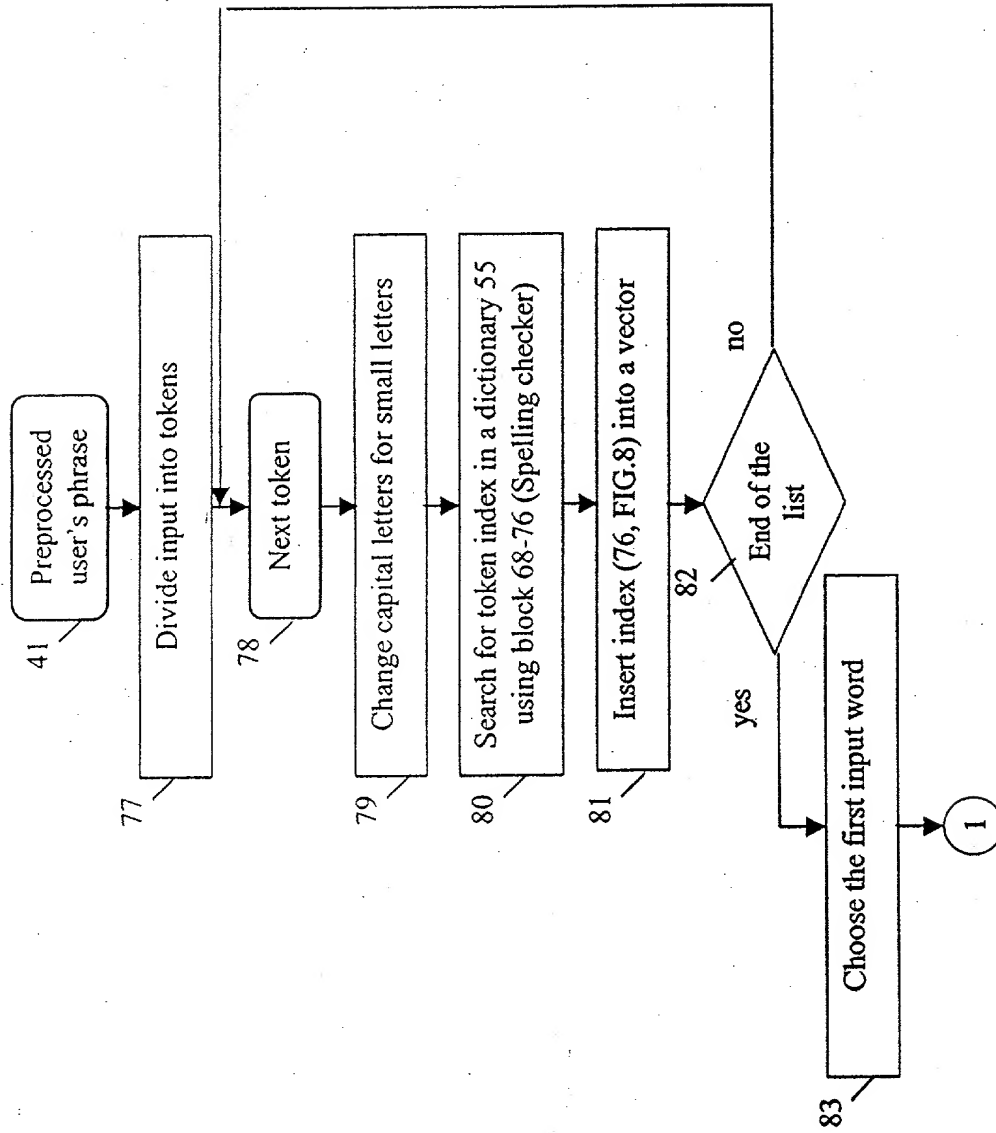 41
Preprocessed
user's phrase
77
Divide input into tokens
78
Next token
79
Change capital letters for small letters
80
Search for token index in a dictionary 55
using block 68-76 (Spelling checker)
81
Insert index (76, FIG.8) into a vector
82
End of the
list
yes
no
83
Choose the first input word
1